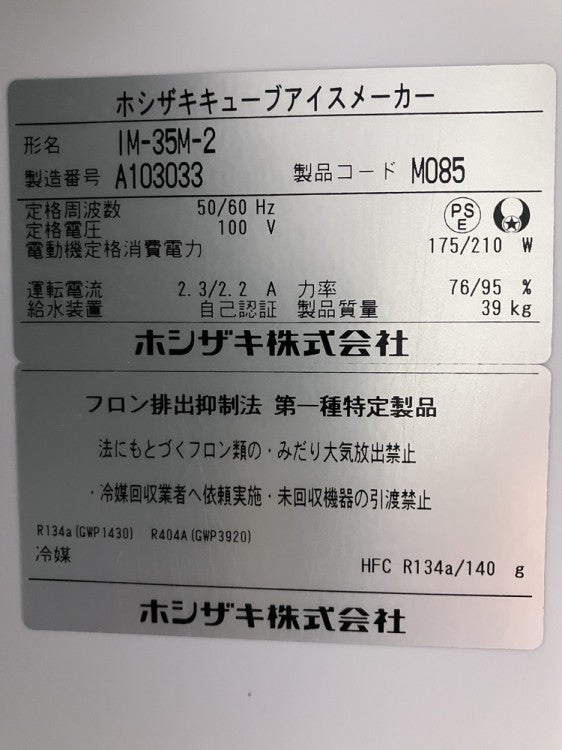 ホシザキキューブアイスメーカー
形名 IM-35M-2
製造番号 A103033 製品コード M085
定格周波数 50/60 Hz
定格電圧 100 V
PS E
電動機定格消費電力 175/210 W
運転電流 2.3/2.2 A 力率 76/95 %
給水装置 自己認証 製品質量 39 kg
ホシザキ株式会社
フロン排出抑制法 第一種特定製品
法にもとづくフロン類の・みだり大気放出禁止
・冷媒回収業者へ依頼実施・未回収機器の引渡禁止
R134a(GWP1430) R404A(GWP3920)
冷媒 HFC R134a/140 g
ホシザキ株式会社